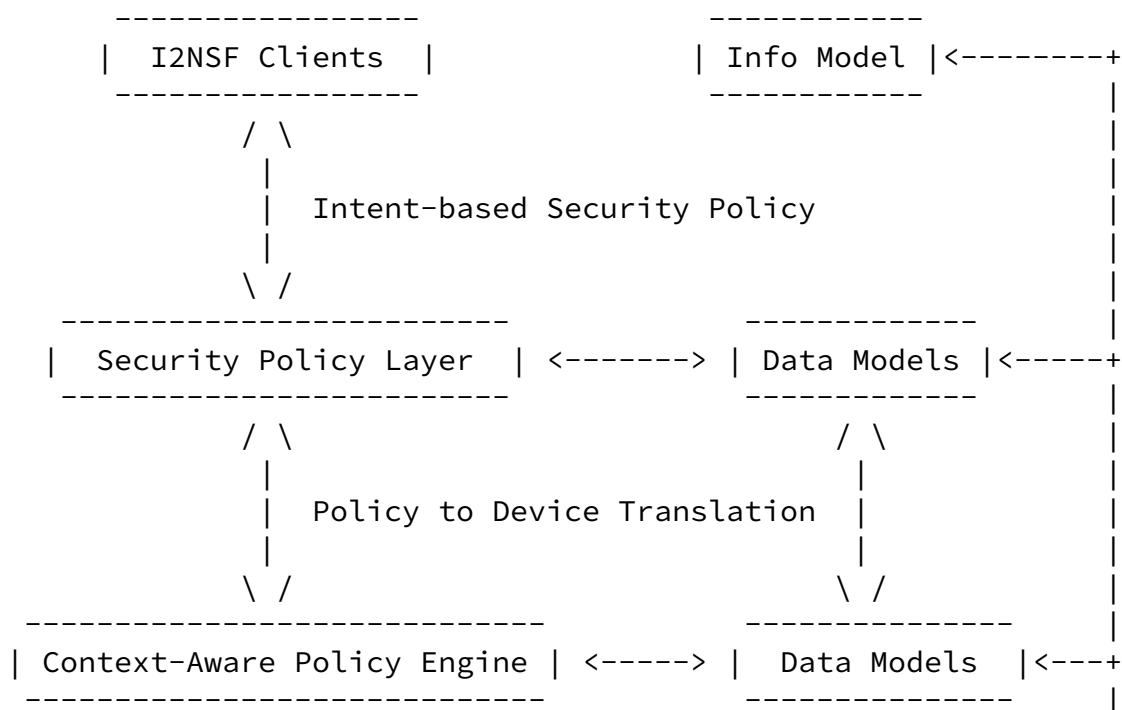 -----------------                ------------
|  I2NSF Clients  |              | Info Model |<--------+
-----------------                ------------          |
/ \                                              |
|                                               |
|  Intent-based Security Policy                 |
|                                               |
\ /                                              |
-------------------------             -------------       |
|  Security Policy Layer  | <-------> | Data Models |<-----+
-------------------------             -------------       |
/ \                              / \             |
|                                |              |
|  Policy to Device Translation  |              |
|                                |              |
\ /                              \ /             |
-----------------------------           ---------------     |
| Context-Aware Policy Engine | <-----> |  Data Models  |<---+
-----------------------------           ---------------     |